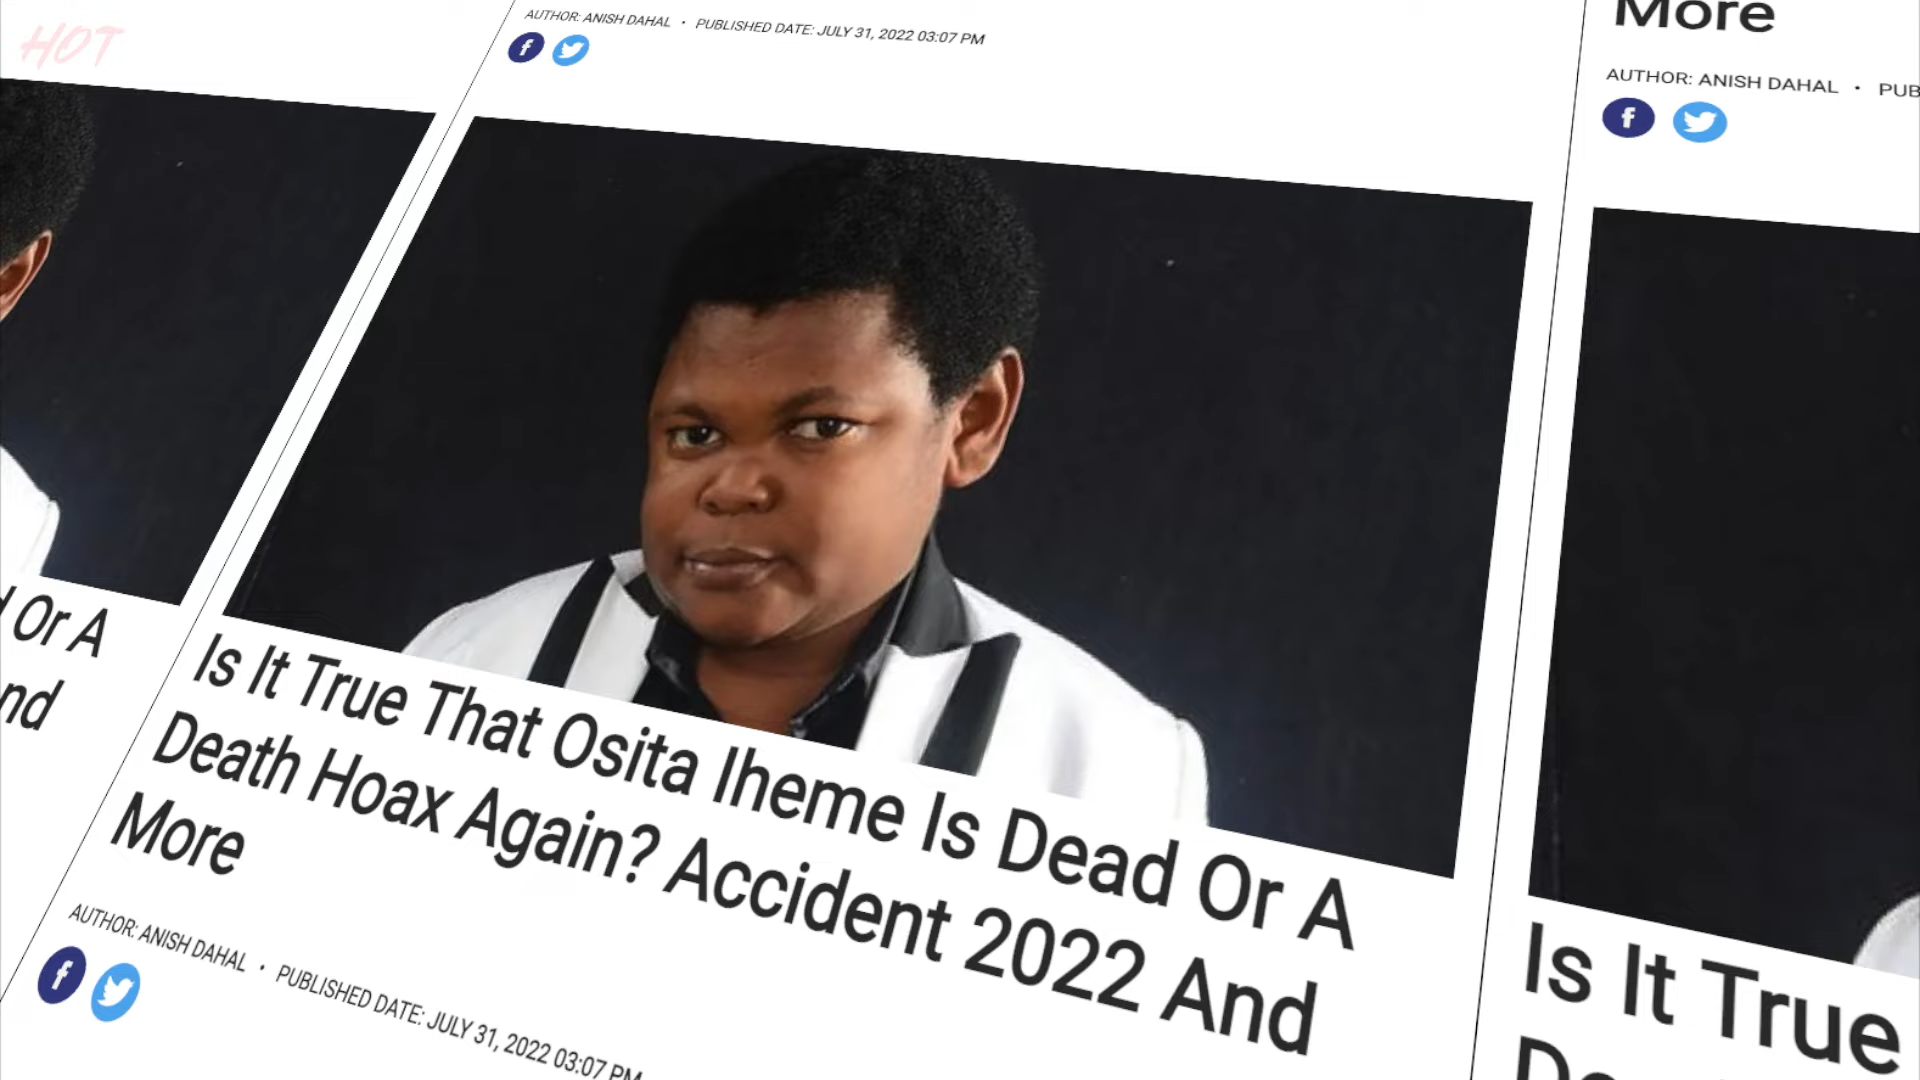 HOT
AUTHOR: ANISH DAHAL • PUBLISHED DATE: JULY 31, 2022 03:07 PM
More
AUTHOR: ANISH DAHAL •
Or A
Is It True That Osita Iheme Is Dead Or A
Death Hoax Again? Accident 2022 And
More
AUTHOR: ANISH DAHAL • PUBLISHED DATE: JULY 31, 2022 03:07 PM
Is It True